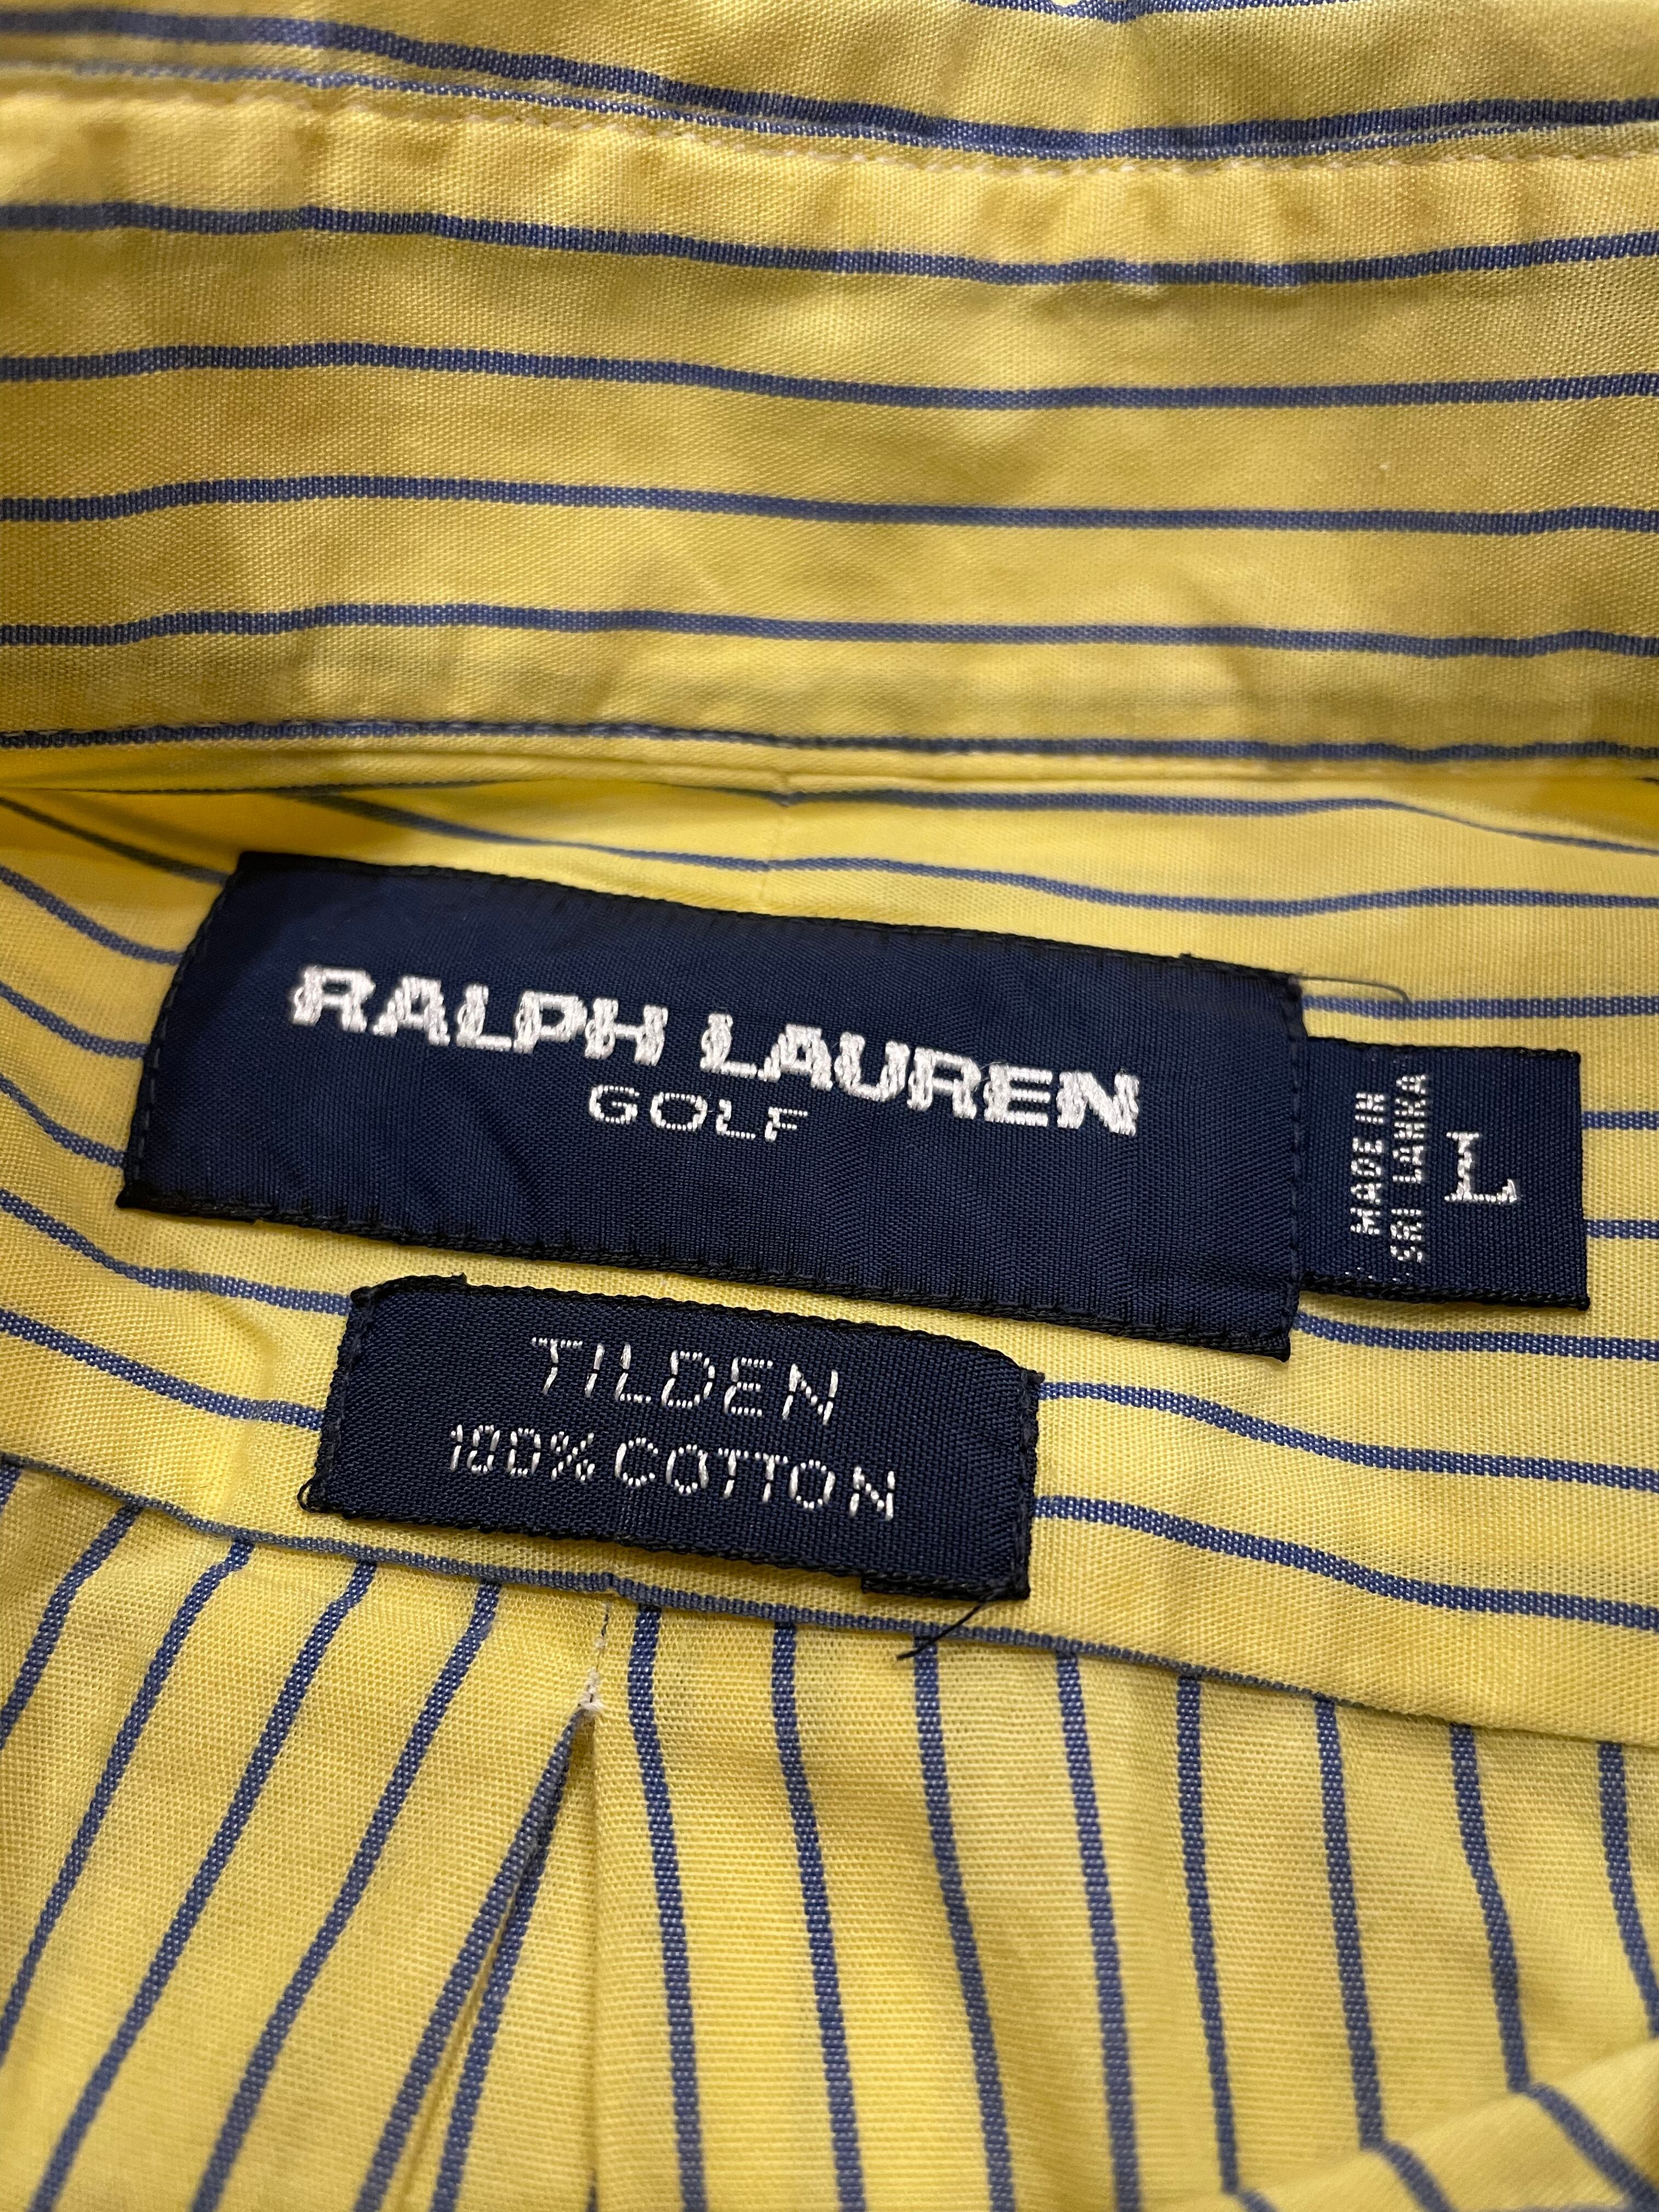 RALPH LAUREN
GOLF
MADE IN
SRI LANKA
L
TILDEN
100% COTTON